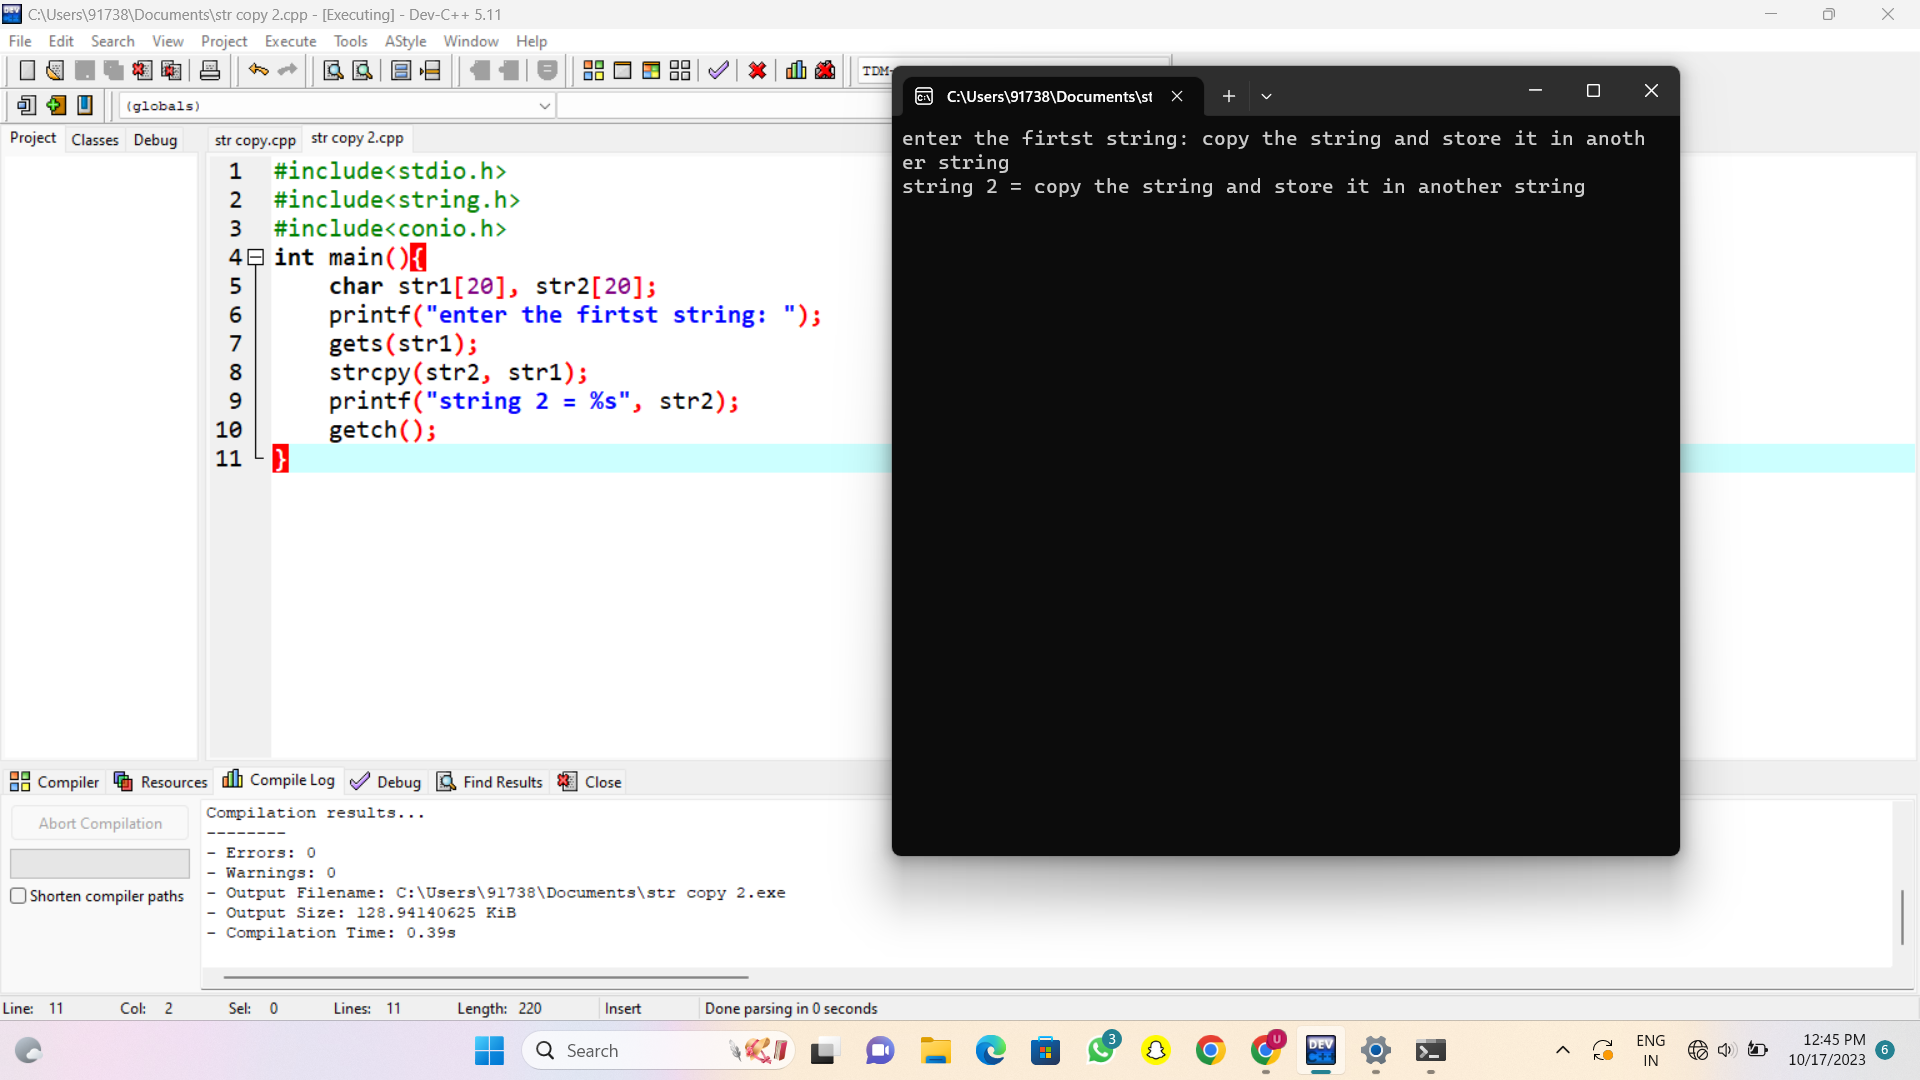 C:\Users\91738\Documents\str copy 2.cpp - [Executing] - Dev-C++ 5.11
File Edit Search View Project Execute Tools AStyle Window Help
TDM-
(globals)
Project Classes Debug
str copy.cpp str copy 2.cpp
1 #include<stdio.h>
2 #include<string.h>
3 #include<conio.h>
4 int main(){
5 char str1[20], str2[20];
6 printf("enter the firtst string: ");
7 gets(str1);
8 strcpy(str2, str1);
9 printf("string 2 = %s", str2);
10 getch();
11 }
C:\Users\91738\Documents\st
enter the firtst string: copy the string and store it in anoth
er string
string 2 = copy the string and store it in another string
Compiler Resources Compile Log Debug Find Results Close
Abort Compilation
Shorten compiler paths
Compilation results...
--------
- Errors: 0
- Warnings: 0
- Output Filename: C:\Users\91738\Documents\str copy 2.exe
- Output Size: 128.94140625 KiB
- Compilation Time: 0.39s
Line: 11 Col: 2 Sel: 0 Lines: 11 Length: 220 Insert Done parsing in 0 seconds
Search
3
U
DEV
ENG
IN
12:45 PM
10/17/2023
6